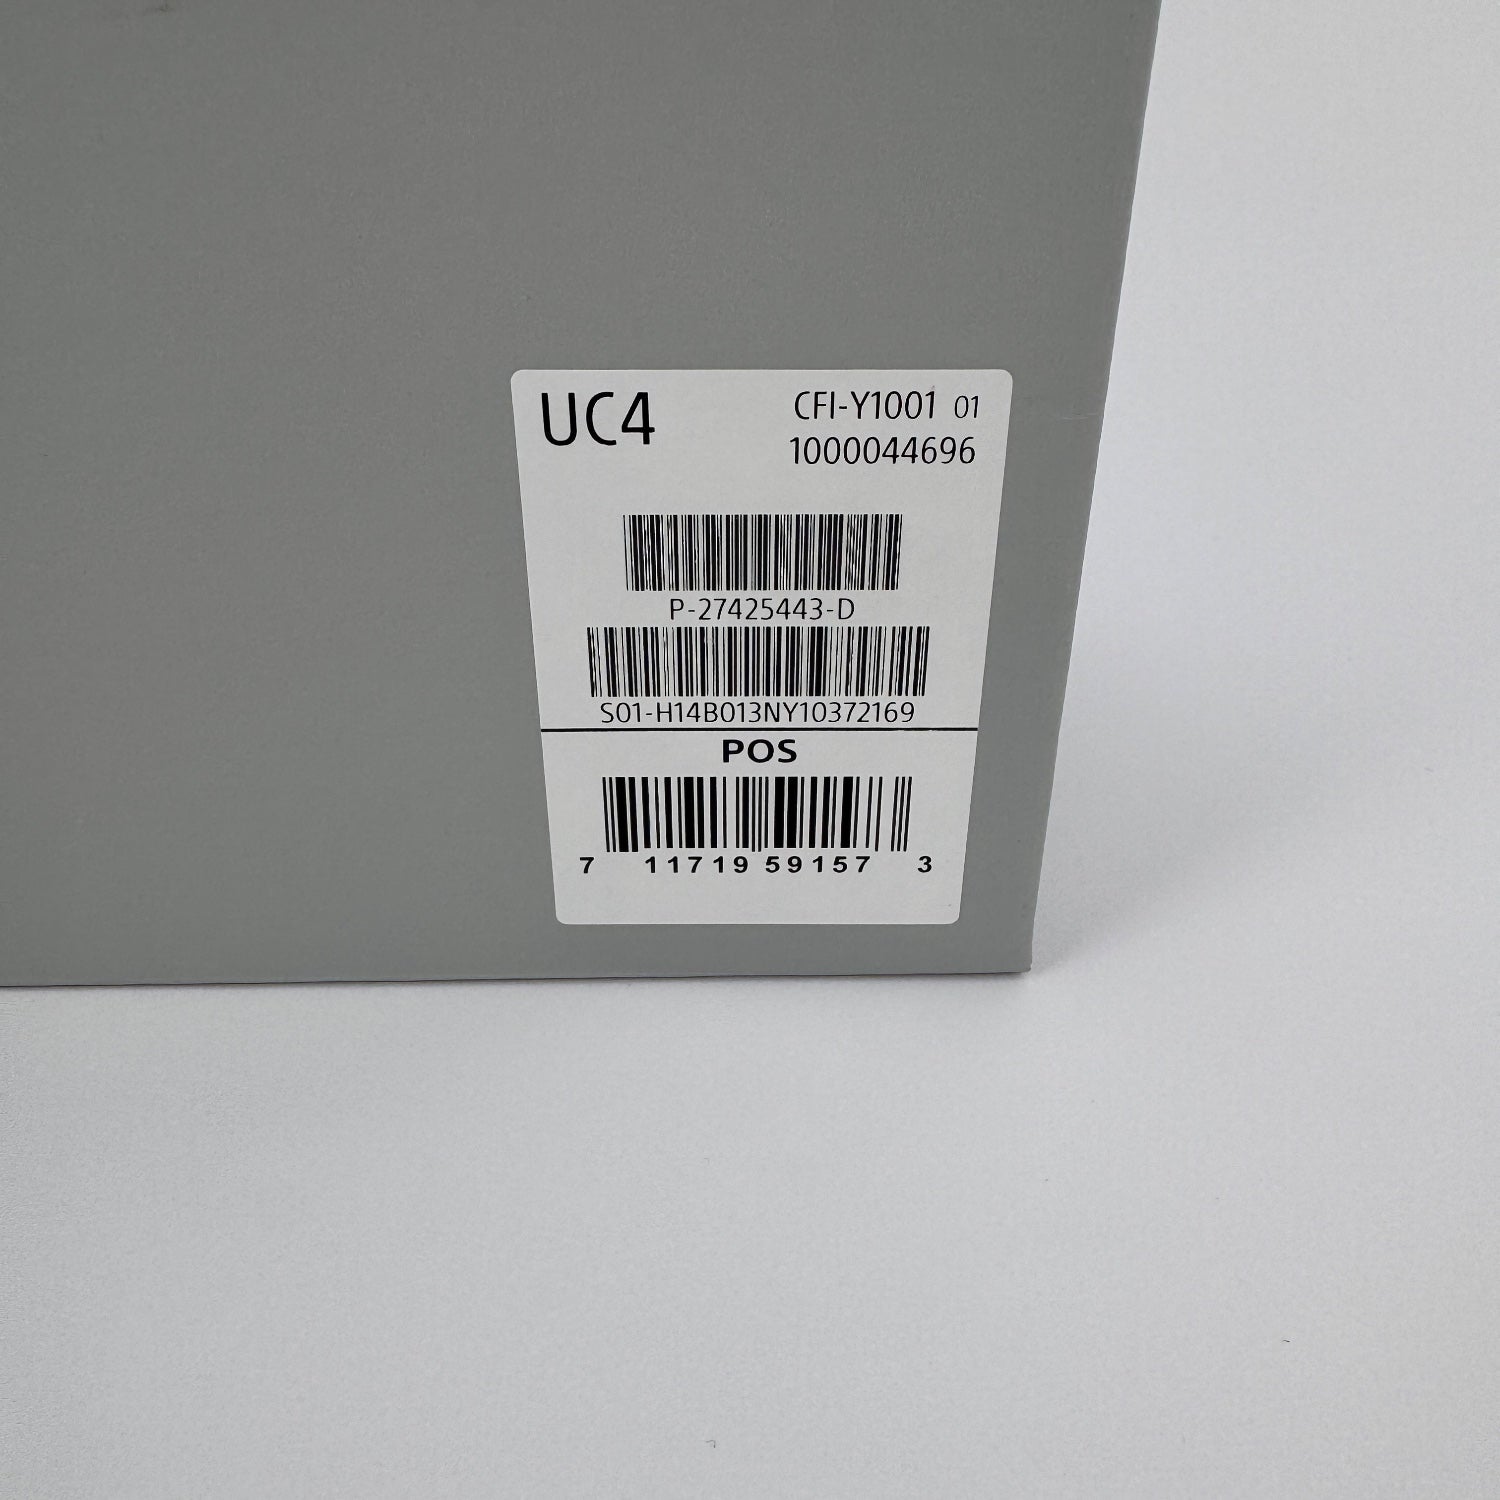 UC4
CFI-Y1001 01
1000044696
P-27425443-D
S01-H14B013NY10372169
POS
7 11719 59157 3